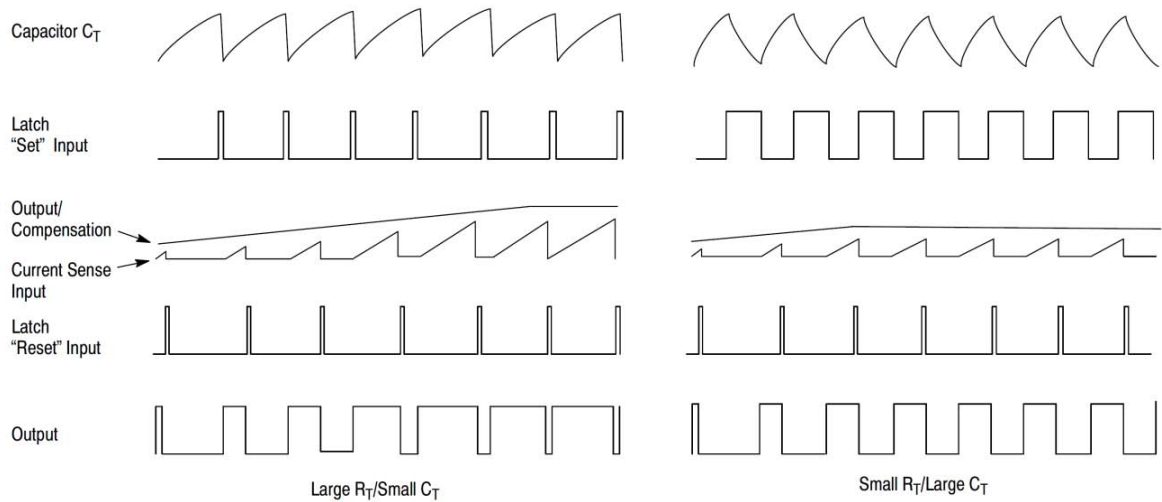 Capacitor CT
Latch
“Set” Input
Output/
Compensation
Current Sense
Input
Latch
“Reset” Input
Output
Large RT/Small CT
Small RT/Large CT